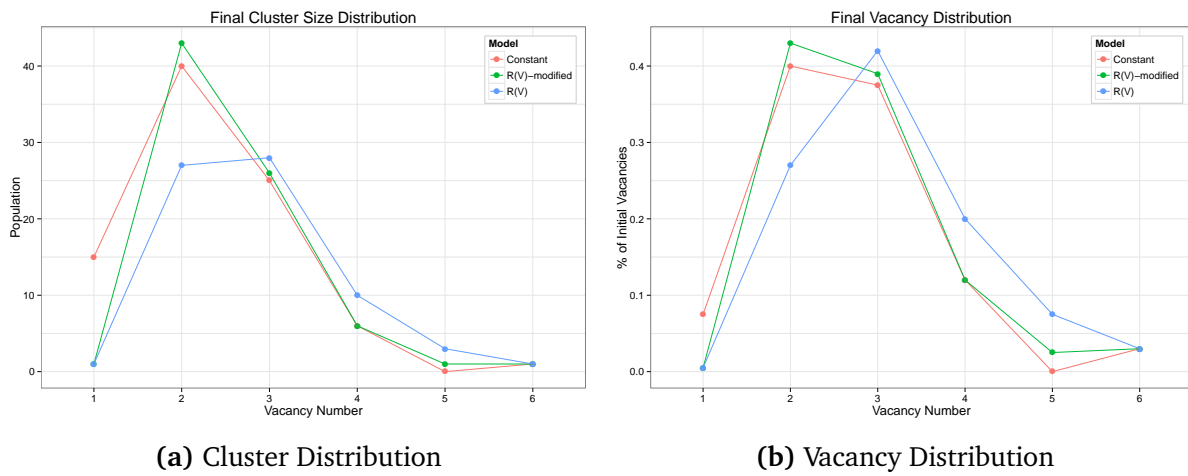 Final Cluster Size Distribution
Population
40
30
20
10
0
Model
Constant
R(V)−modified
R(V)
1 2 3 4 5 6
Vacancy Number
(a) Cluster Distribution
Final Vacancy Distribution
% of Initial Vacancies
0.4
0.3
0.2
0.1
0.0
Model
Constant
R(V)−modified
R(V)
1 2 3 4 5 6
Vacancy Number
(b) Vacancy Distribution